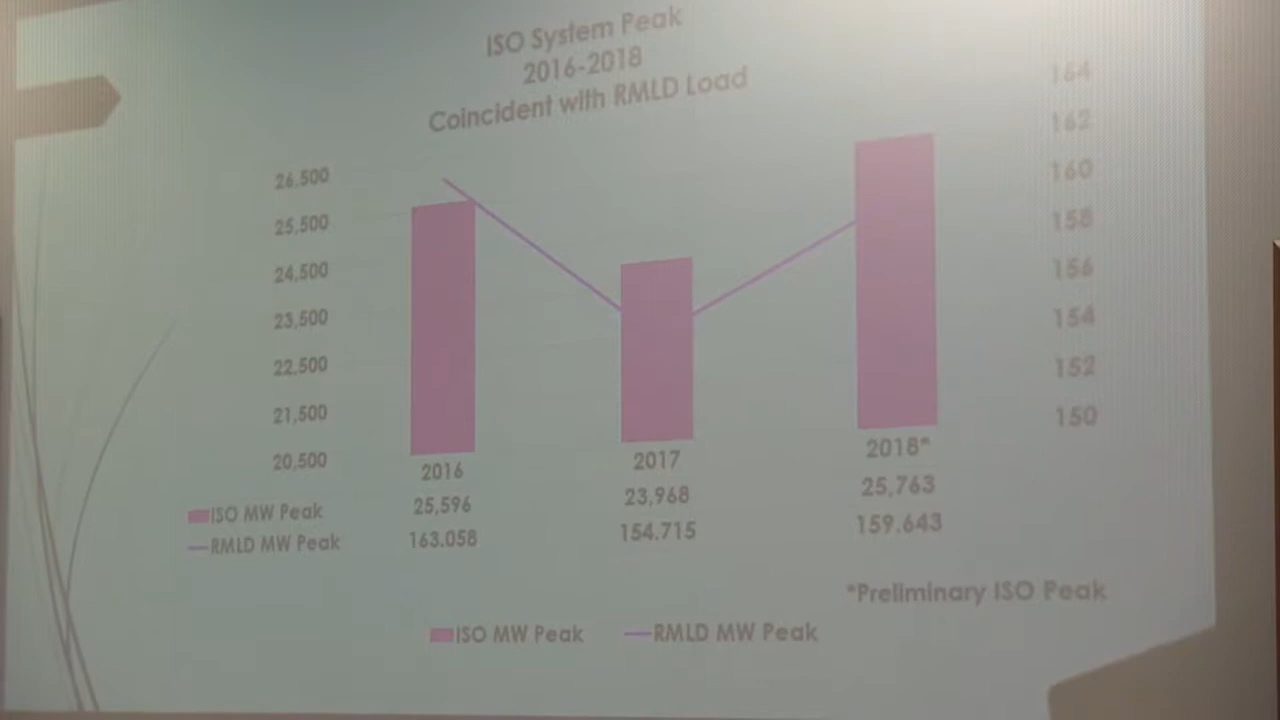 ISO System Peak
2016-2018
Coincident with RMLD Load
26,500
25,500
24,500
23,500
22,500
21,500
20,500
164
162
160
158
156
154
152
150
2016 2017 2018*
ISO MW Peak 25,596 23,968 25,763
RMLD MW Peak 163.058 154.715 159.643
*Preliminary ISO Peak
ISO MW Peak RMLD MW Peak